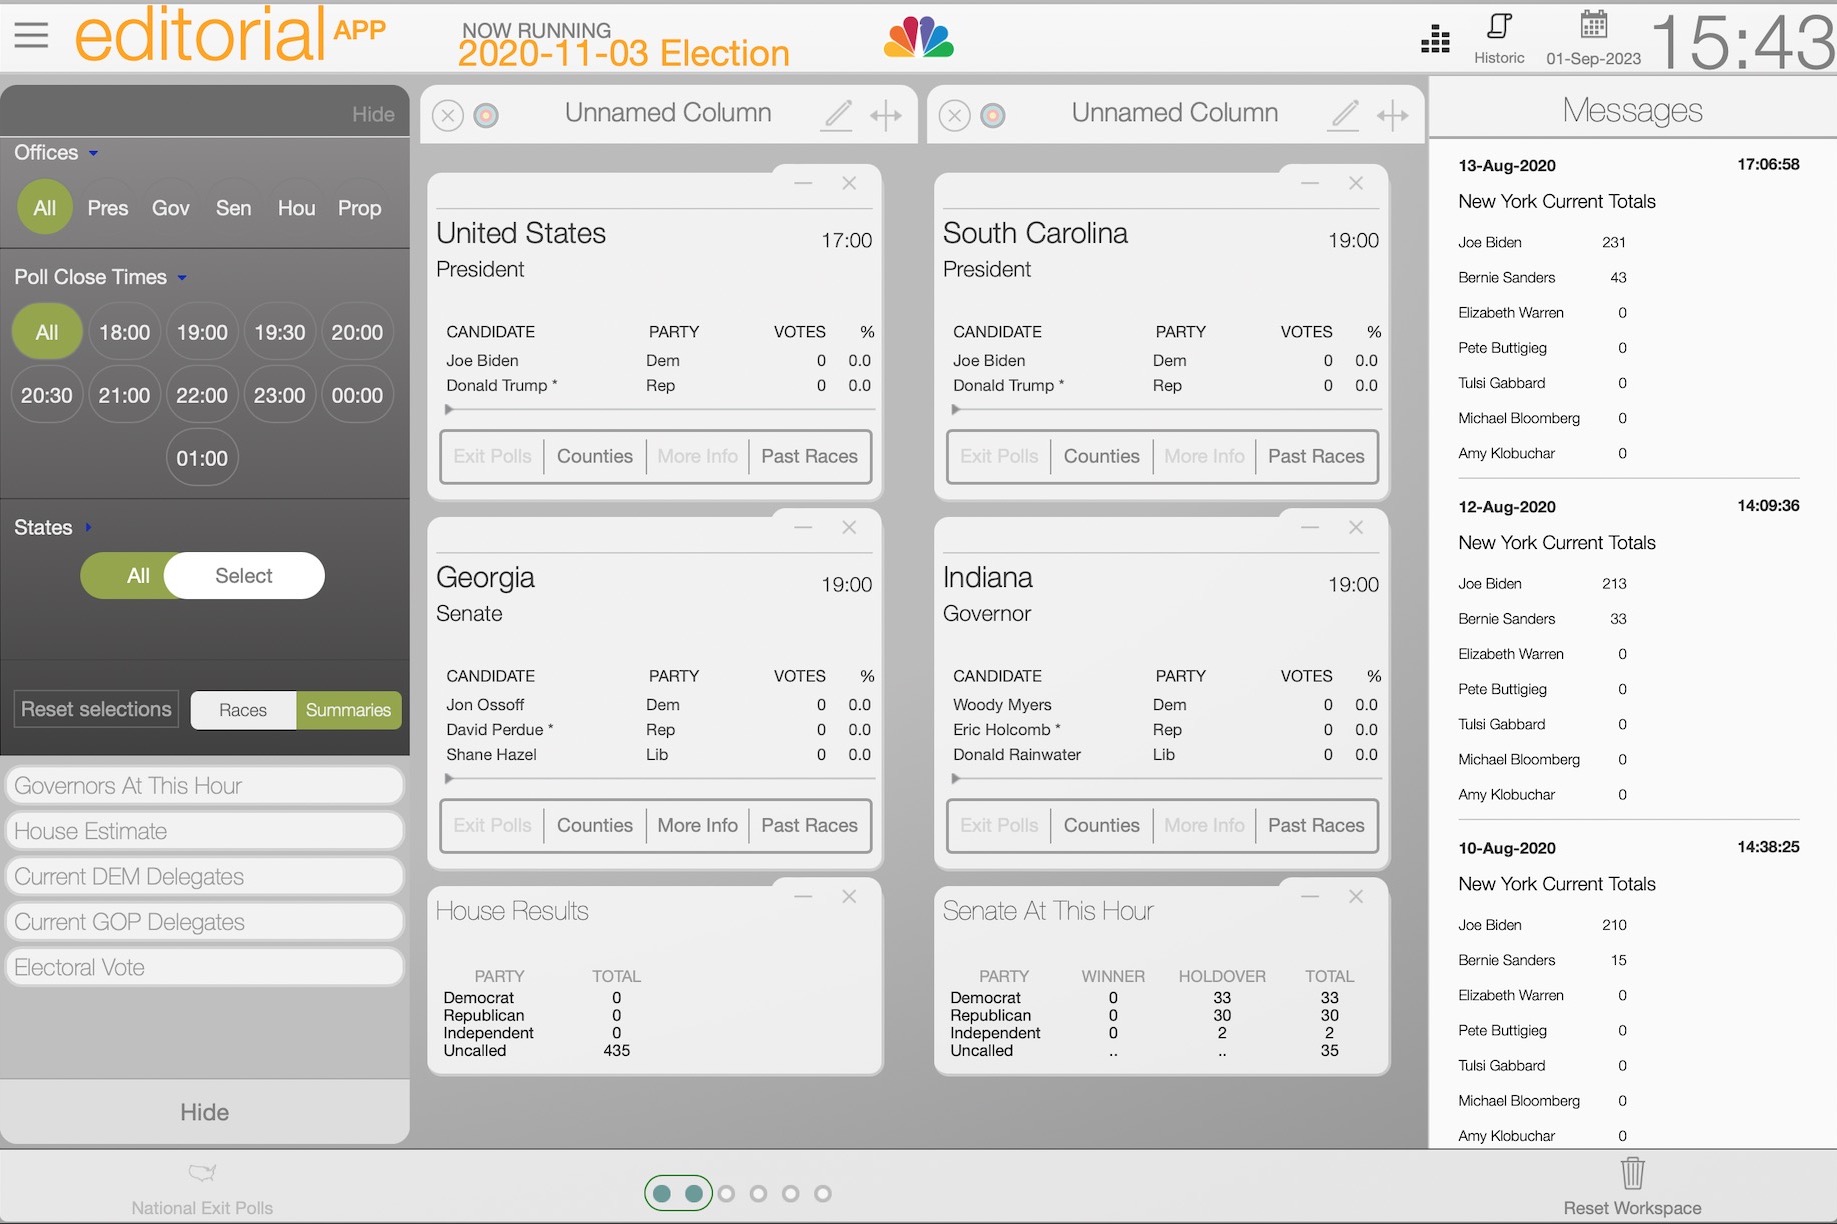 editorial APP
NOW RUNNING
2020-11-03 Election
Historic
01-Sep-2023
15:43
Hide
Offices
All Pres Gov Sen Hou Prop
Poll Close Times
All 18:00 19:00 19:30 20:00
20:30 21:00 22:00 23:00 00:00
01:00
States
All Select
Reset selections Races Summaries
Governors At This Hour
House Estimate
Current DEM Delegates
Current GOP Delegates
Electoral Vote
Hide
Unnamed Column
United States 17:00
President
CANDIDATE PARTY VOTES %
Joe Biden Dem 0 0.0
Donald Trump * Rep 0 0.0
Exit Polls Counties More Info Past Races
Georgia 19:00
Senate
CANDIDATE PARTY VOTES %
Jon Ossoff Dem 0 0.0
David Perdue * Rep 0 0.0
Shane Hazel Lib 0 0.0
Exit Polls Counties More Info Past Races
House Results
PARTY TOTAL
Democrat 0
Republican 0
Independent 0
Uncalled 435
Unnamed Column
South Carolina 19:00
President
CANDIDATE PARTY VOTES %
Joe Biden Dem 0 0.0
Donald Trump * Rep 0 0.0
Exit Polls Counties More Info Past Races
Indiana 19:00
Governor
CANDIDATE PARTY VOTES %
Woody Myers Dem 0 0.0
Eric Holcomb * Rep 0 0.0
Donald Rainwater Lib 0 0.0
Exit Polls Counties More Info Past Races
Senate At This Hour
PARTY WINNER HOLDOVER TOTAL
Democrat 0 33 33
Republican 0 30 30
Independent 0 2 2
Uncalled .. .. 35
Messages
13-Aug-2020 17:06:58
New York Current Totals
Joe Biden 231
Bernie Sanders 43
Elizabeth Warren 0
Pete Buttigieg 0
Tulsi Gabbard 0
Michael Bloomberg 0
Amy Klobuchar 0
12-Aug-2020 14:09:36
New York Current Totals
Joe Biden 213
Bernie Sanders 33
Elizabeth Warren 0
Pete Buttigieg 0
Tulsi Gabbard 0
Michael Bloomberg 0
Amy Klobuchar 0
10-Aug-2020 14:38:25
New York Current Totals
Joe Biden 210
Bernie Sanders 15
Elizabeth Warren 0
Pete Buttigieg 0
Tulsi Gabbard 0
Michael Bloomberg 0
Amy Klobuchar 0
National Exit Polls
Reset Workspace